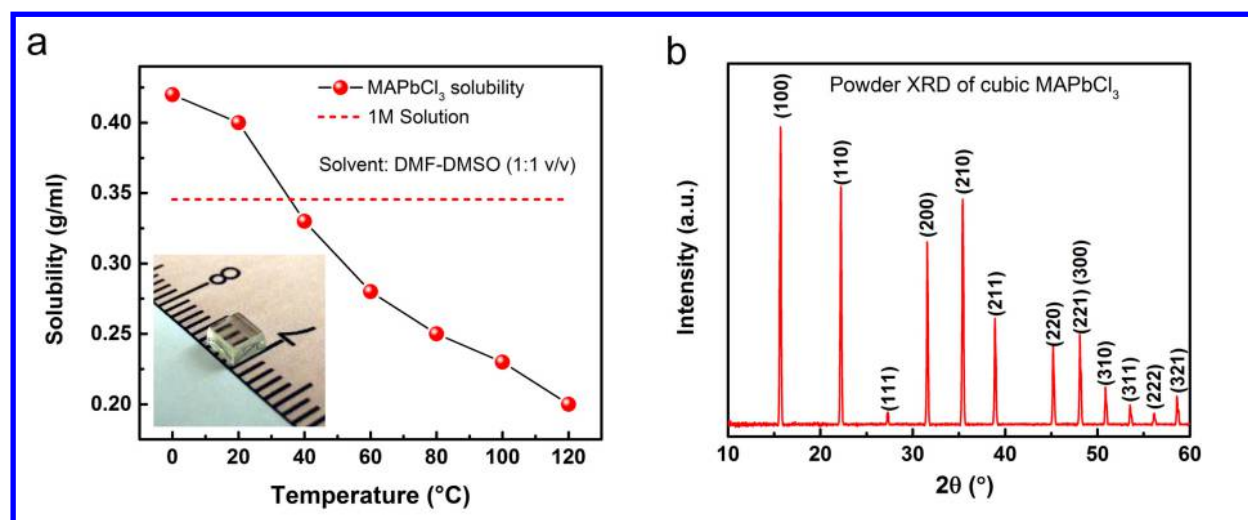 a
MAPbCl₃ solubility
1M Solution
Solvent: DMF-DMSO (1:1 v/v)
Solubility (g/ml)
0.40
0.35
0.30
0.25
0.20
8
7
0 20 40 60 80 100 120
Temperature (°C)
b
Powder XRD of cubic MAPbCl₃
Intensity (a.u.)
(100)
(110)
(111)
(200)
(210)
(211)
(220)
(221) (300)
(310)
(311)
(222)
(321)
10 20 30 40 50 60
2θ (°)